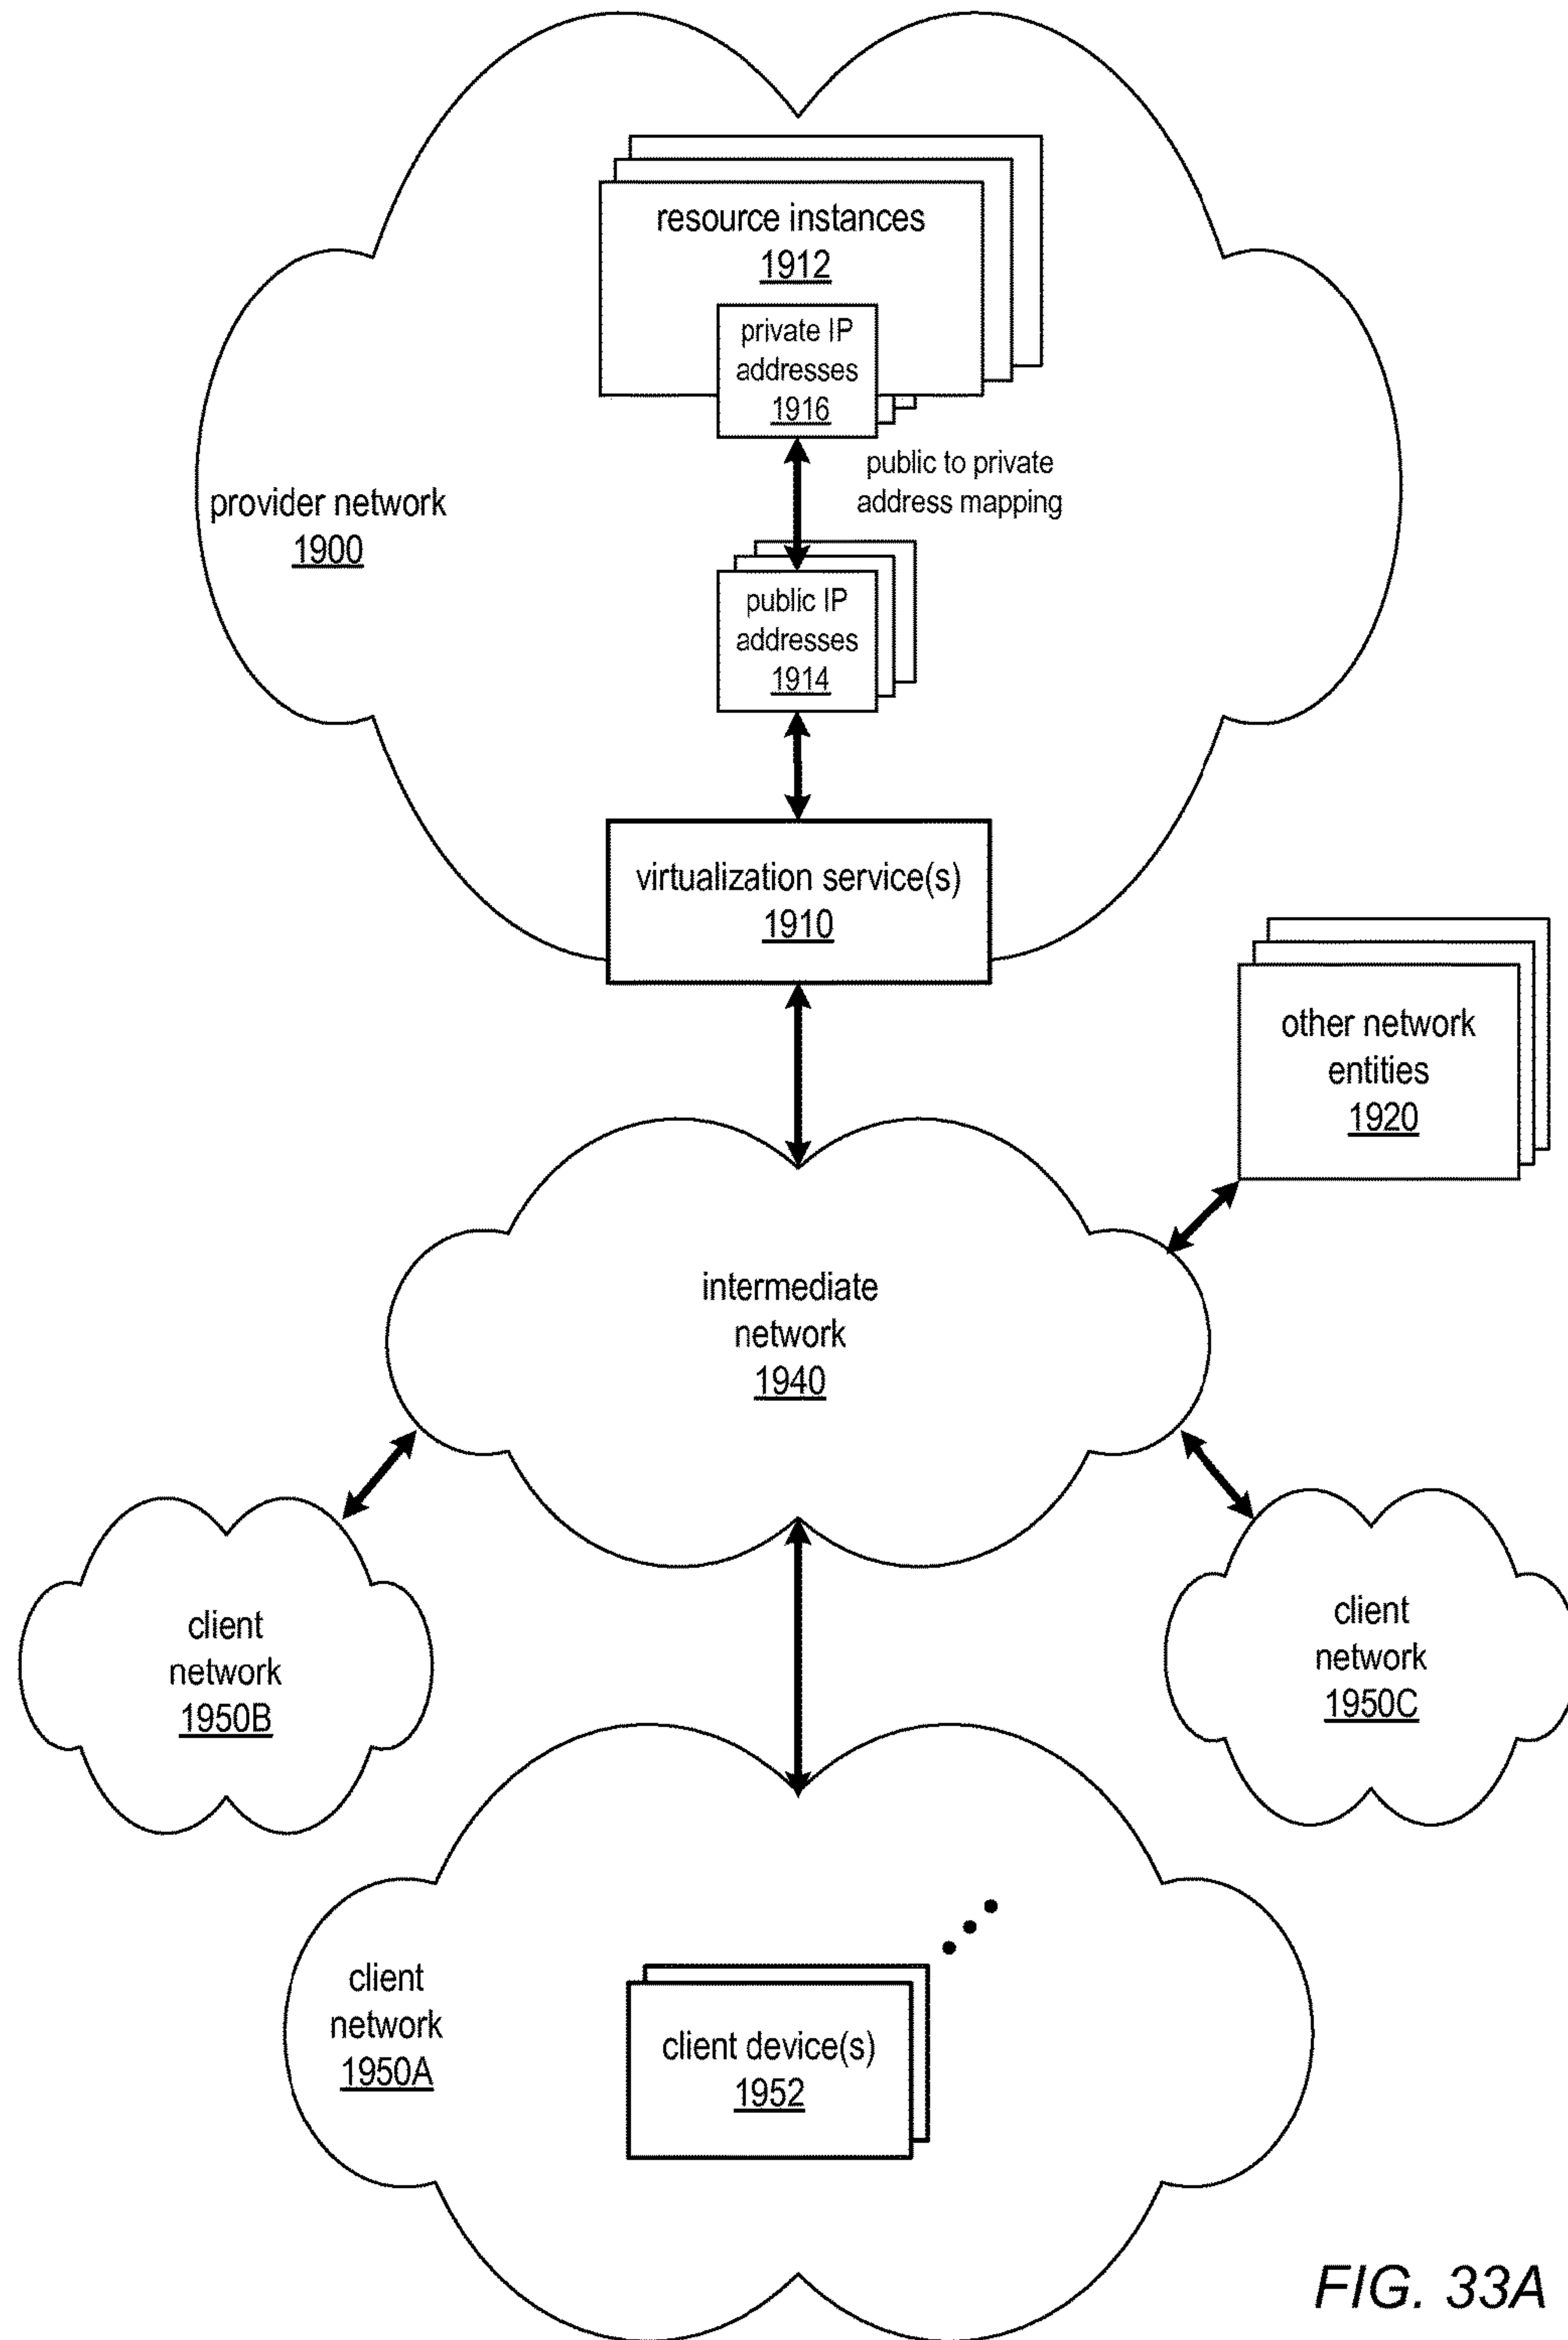 resource instances
1912
private IP
addresses
1916
public to private
address mapping
provider network
1900
public IP
addresses
1914
virtualization service(s)
1910
other network
entities
1920
intermediate
network
1940
client
network
1950B
client
network
1950C
client
network
1950A
client device(s)
1952
FIG. 33A